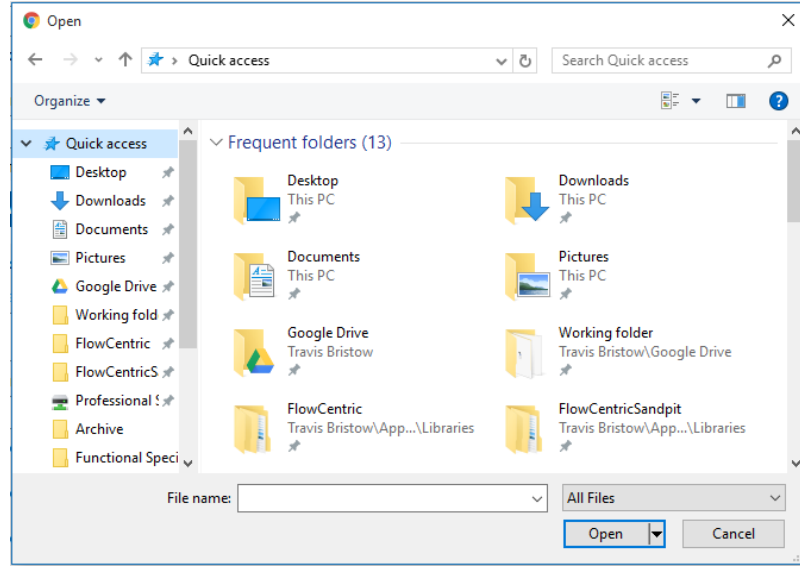 Open
Quick access
Search Quick access
Organize
Quick access
Desktop
Downloads
Documents
Pictures
Google Drive
Working fold
FlowCentric
FlowCentricS
Professional S
Archive
Functional Speci
Frequent folders (13)
Desktop
This PC
Downloads
This PC
Documents
This PC
Pictures
This PC
Google Drive
Travis Bristow
Working folder
Travis Bristow\Google Drive
FlowCentric
Travis Bristow\App...\Libraries
FlowCentricSandpit
Travis Bristow\App...\Libraries
File name:
All Files
Open
Cancel